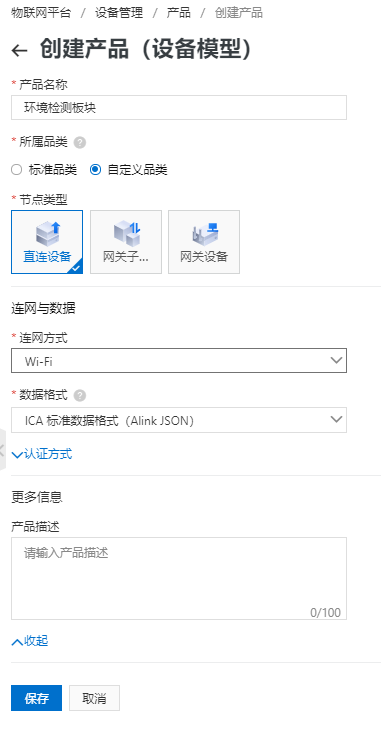 物联网平台 / 设备管理 / 产品 / 创建产品
← 创建产品（设备模型）
* 产品名称
环境检测板块
* 所属品类 ?
标准品类 自定义品类
* 节点类型
直连设备 网关子... 网关设备
连网与数据
* 连网方式
Wi-Fi
* 数据格式 ?
ICA 标准数据格式（Alink JSON）
认证方式
更多信息
产品描述
请输入产品描述
0/100
收起
保存 取消